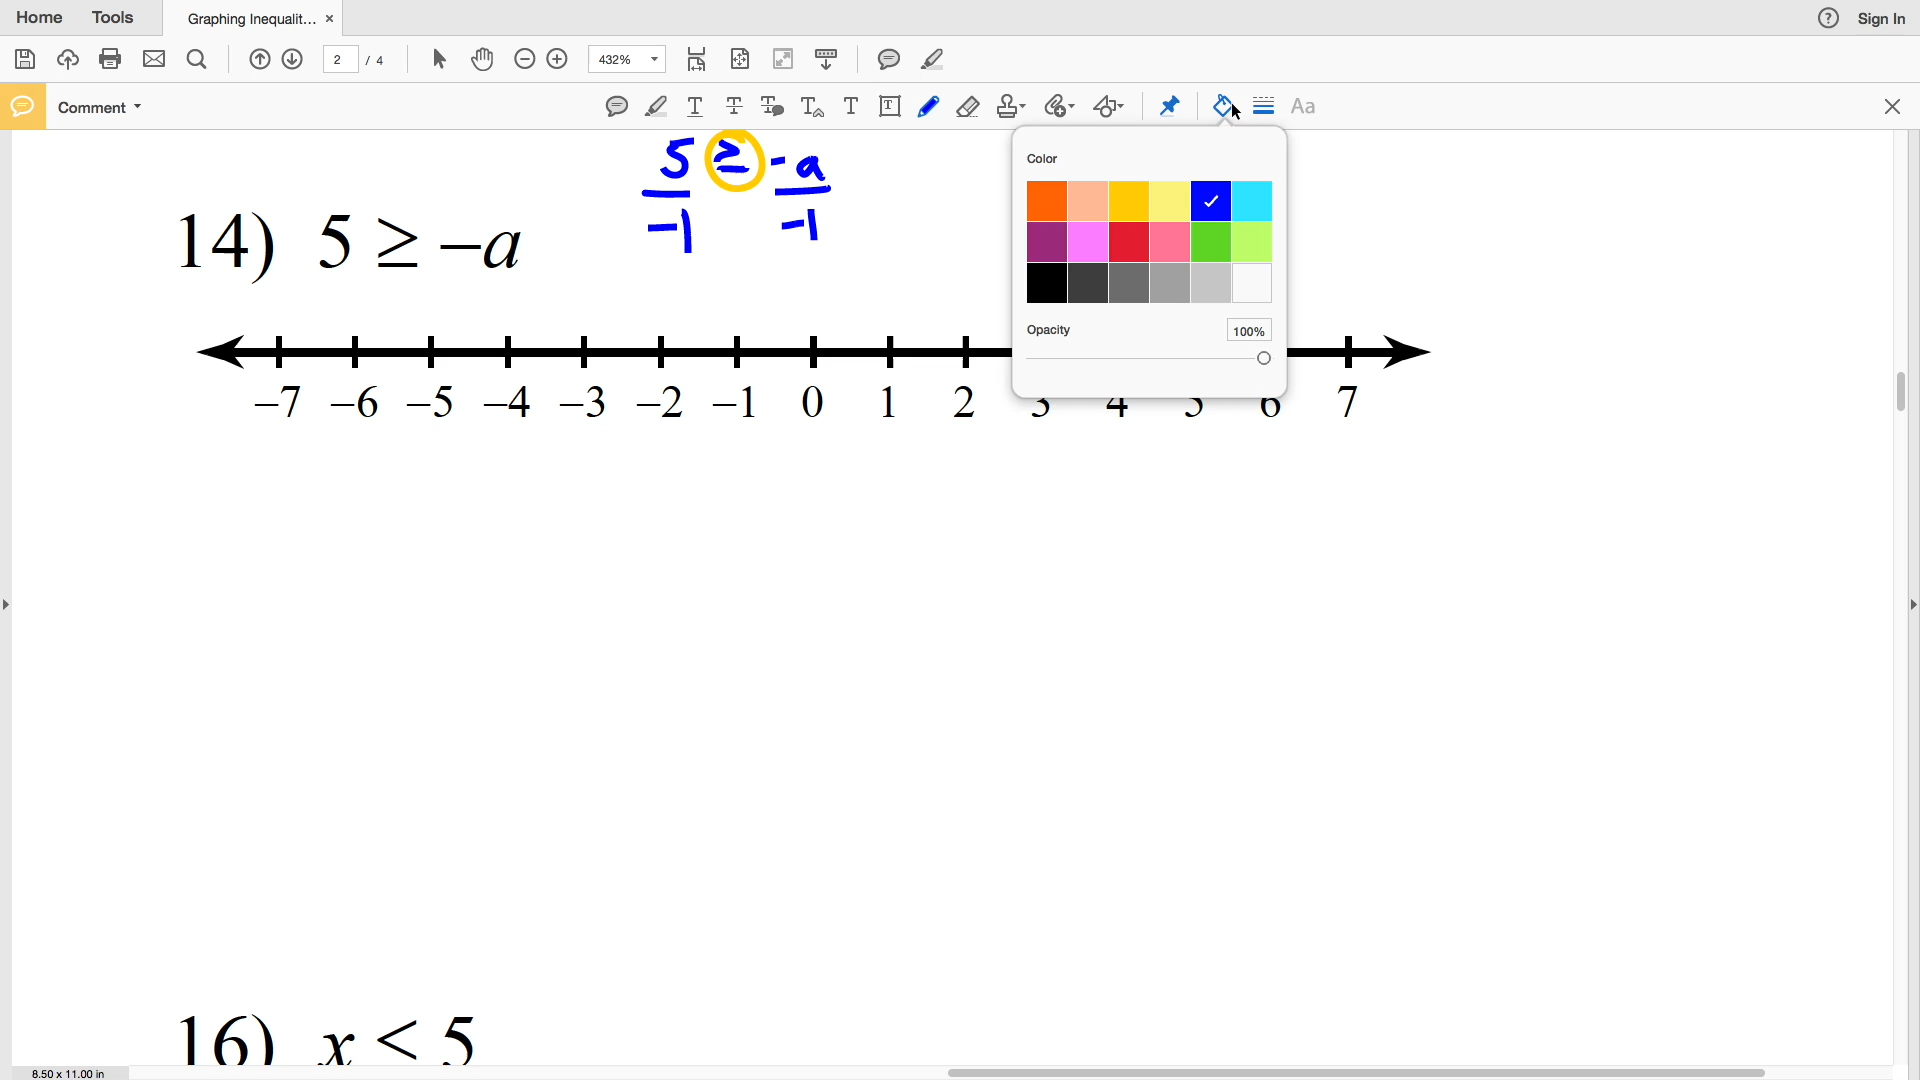 Home Tools Graphing Inequalit... × ? Sign In
2 / 4 432%
Comment T T T T T T Aa
5 ≥ -a
-1 -1
Color
14) 5 ≥ −a
Opacity 100%
−7 −6 −5 −4 −3 −2 −1 0 1 2 3 4 5 6 7
16) x < 5
8.50 x 11.00 in